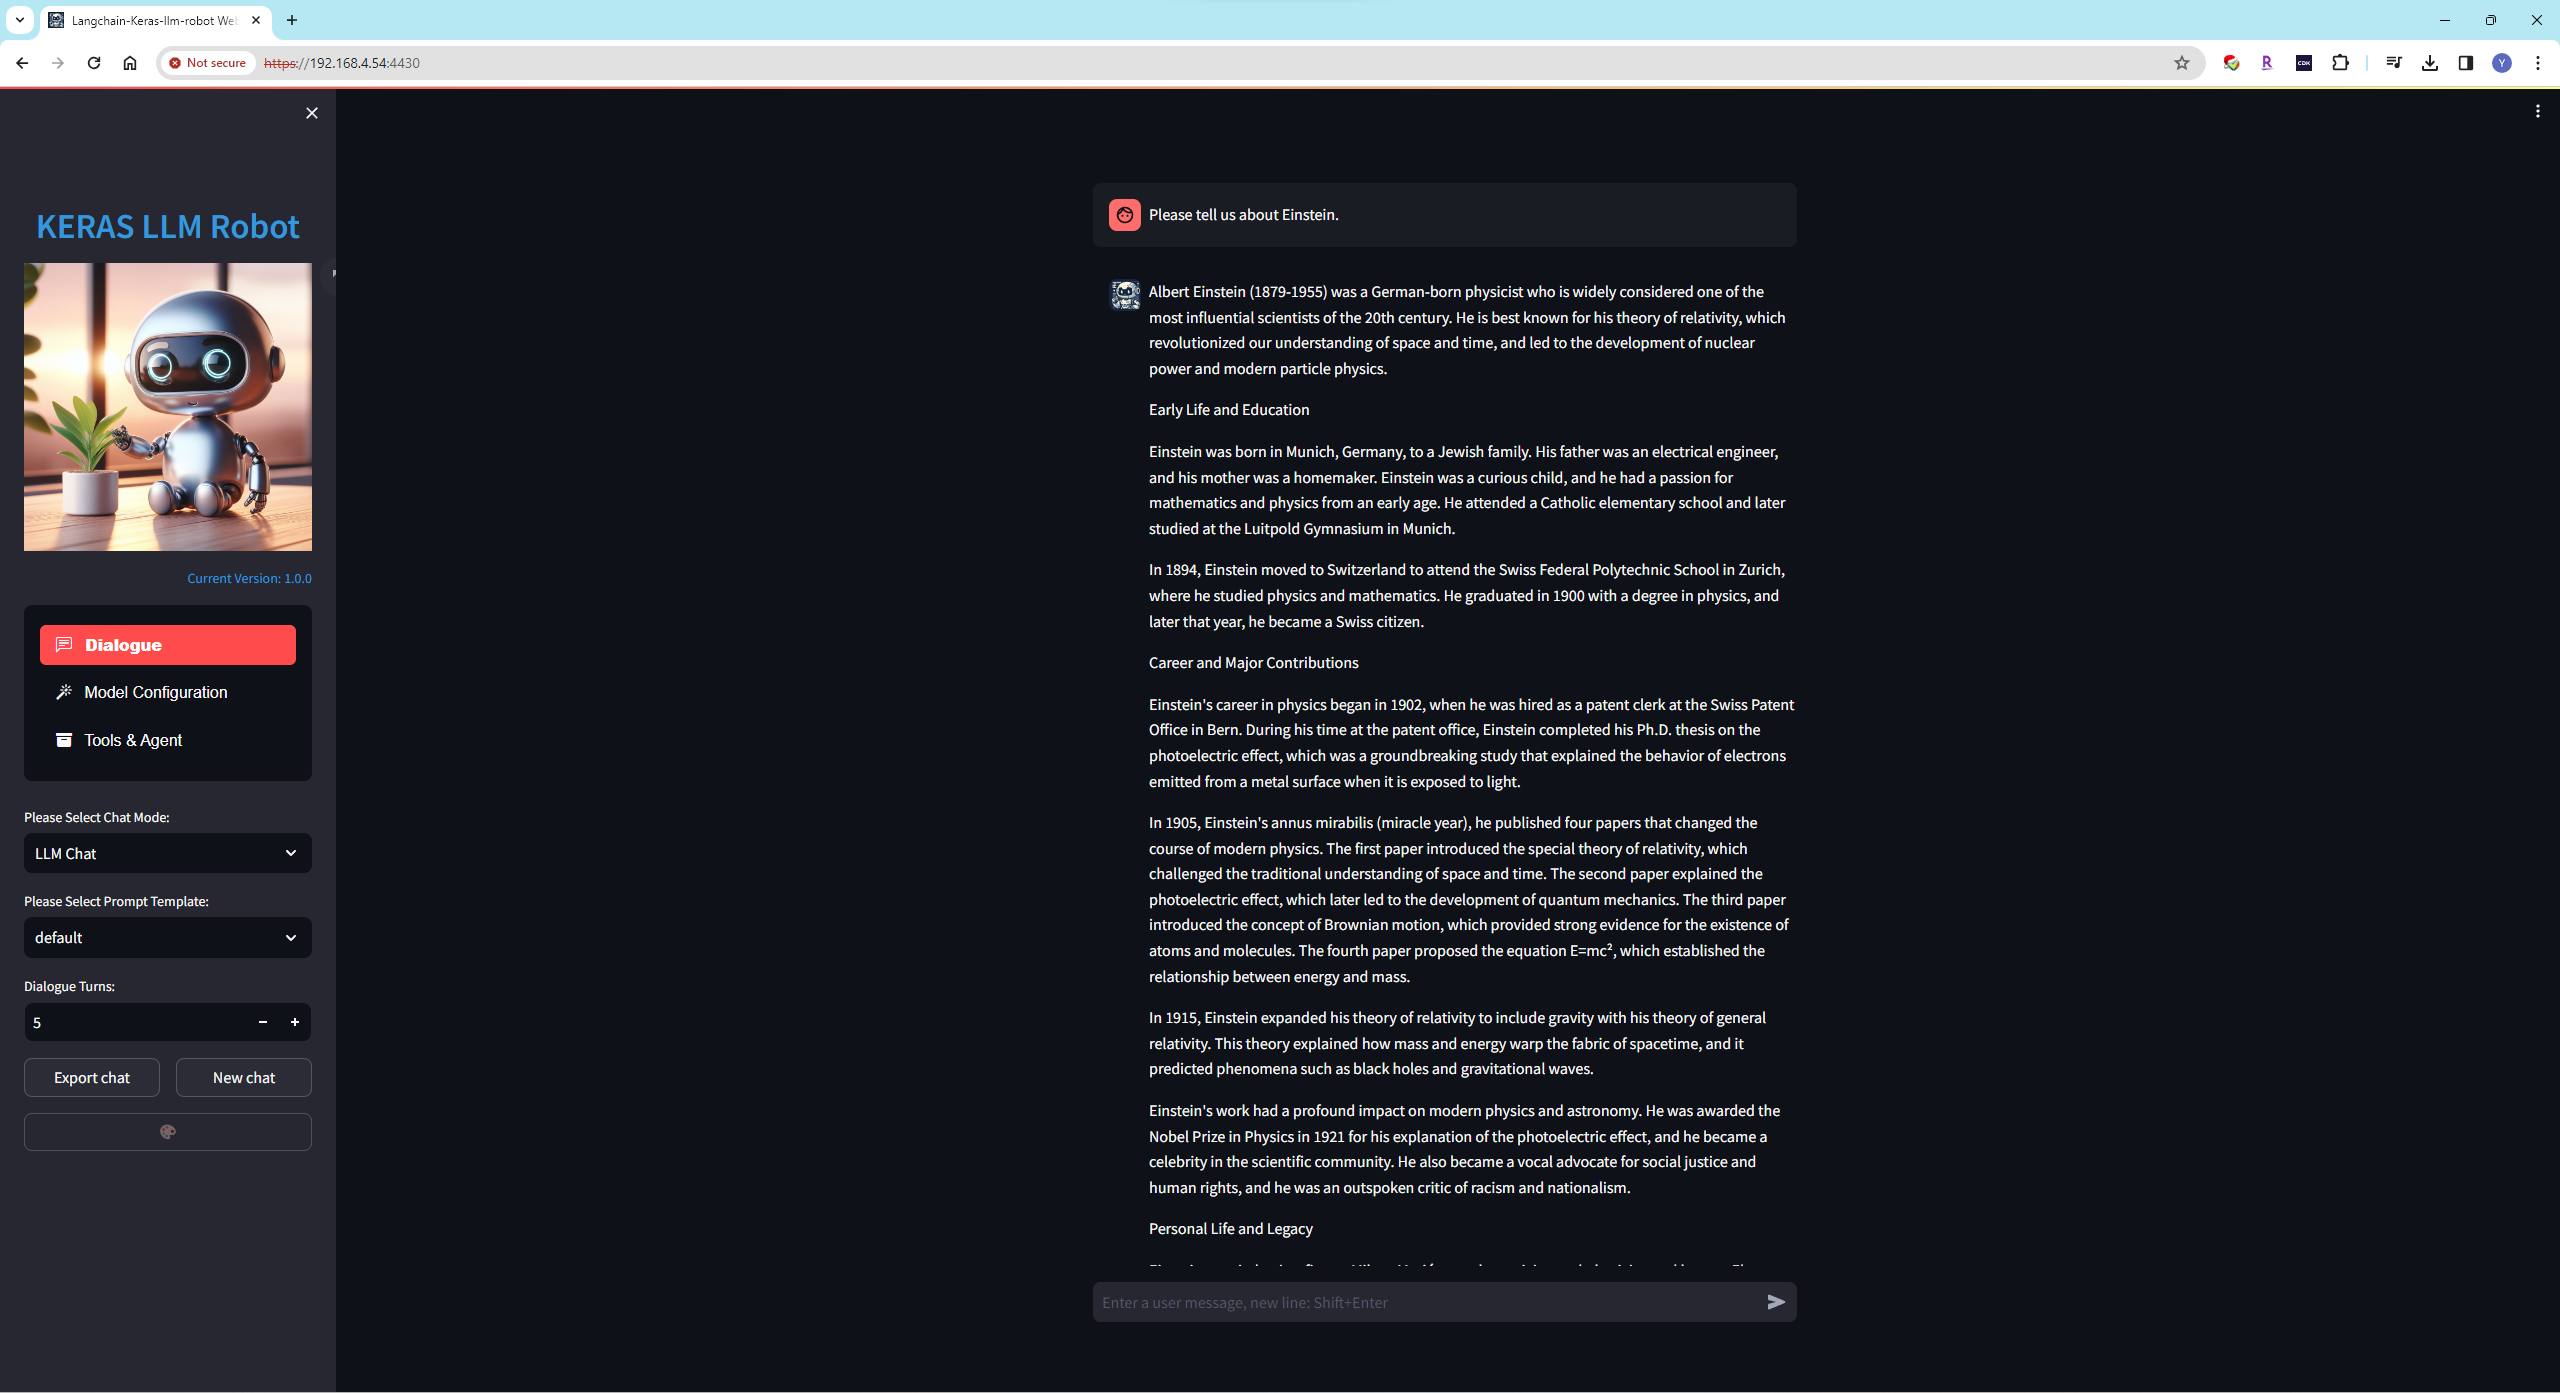 Langchain-Keras-llm-robot Web
Not secure
https://192.168.4.54:4430
R
CDK
Y
KERAS LLM Robot
Current Version: 1.0.0
Dialogue
Model Configuration
Tools & Agent
Please Select Chat Mode:
LLM Chat
Please Select Prompt Template:
default
Dialogue Turns:
5
Export chat
New chat
Please tell us about Einstein.
Albert Einstein (1879-1955) was a German-born physicist who is widely considered one of the
most influential scientists of the 20th century. He is best known for his theory of relativity, which
revolutionized our understanding of space and time, and led to the development of nuclear
power and modern particle physics.
Early Life and Education
Einstein was born in Munich, Germany, to a Jewish family. His father was an electrical engineer,
and his mother was a homemaker. Einstein was a curious child, and he had a passion for
mathematics and physics from an early age. He attended a Catholic elementary school and later
studied at the Luitpold Gymnasium in Munich.
In 1894, Einstein moved to Switzerland to attend the Swiss Federal Polytechnic School in Zurich,
where he studied physics and mathematics. He graduated in 1900 with a degree in physics, and
later that year, he became a Swiss citizen.
Career and Major Contributions
Einstein's career in physics began in 1902, when he was hired as a patent clerk at the Swiss Patent
Office in Bern. During his time at the patent office, Einstein completed his Ph.D. thesis on the
photoelectric effect, which was a groundbreaking study that explained the behavior of electrons
emitted from a metal surface when it is exposed to light.
In 1905, Einstein's annus mirabilis (miracle year), he published four papers that changed the
course of modern physics. The first paper introduced the special theory of relativity, which
challenged the traditional understanding of space and time. The second paper explained the
photoelectric effect, which later led to the development of quantum mechanics. The third paper
introduced the concept of Brownian motion, which provided strong evidence for the existence of
atoms and molecules. The fourth paper proposed the equation E=mc², which established the
relationship between energy and mass.
In 1915, Einstein expanded his theory of relativity to include gravity with his theory of general
relativity. This theory explained how mass and energy warp the fabric of spacetime, and it
predicted phenomena such as black holes and gravitational waves.
Einstein's work had a profound impact on modern physics and astronomy. He was awarded the
Nobel Prize in Physics in 1921 for his explanation of the photoelectric effect, and he became a
celebrity in the scientific community. He also became a vocal advocate for social justice and
human rights, and he was an outspoken critic of racism and nationalism.
Personal Life and Legacy
Enter a user message, new line: Shift+Enter